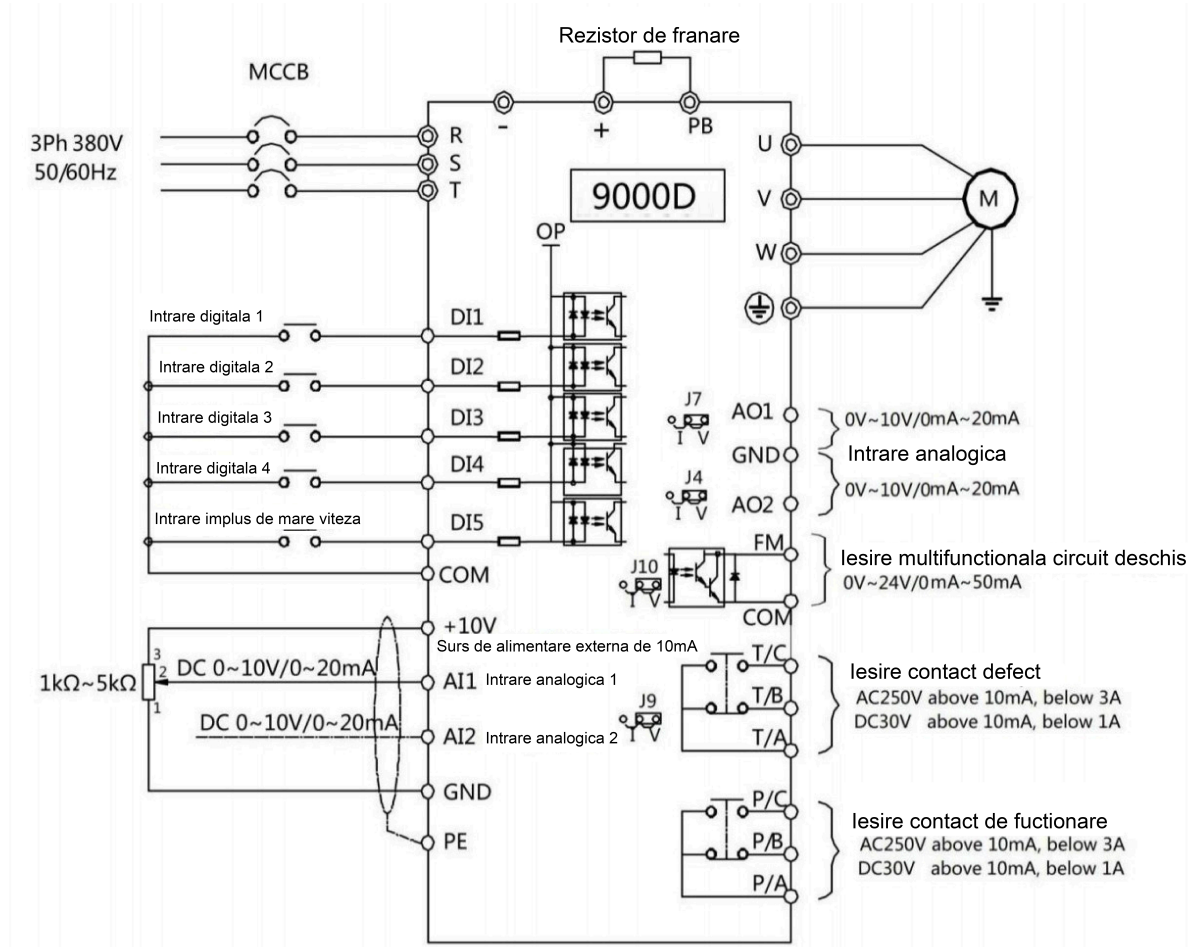 Rezistor de franare
MCCB
- + PB
3Ph 380V
50/60Hz
R
S
T
9000D
U
V
W
M
OP
Intrare digitala 1
DI1
Intrare digitala 2
DI2
Intrare digitala 3
DI3
Intrare digitala 4
DI4
Intrare implus de mare viteza
DI5
COM
J7
I V
AO1
0V~10V/0mA~20mA
GND
Intrare analogica
J4
I V
AO2
0V~10V/0mA~20mA
FM
J10
I V
COM
Iesire multifunctionala circuit deschis
0V~24V/0mA~50mA
+10V
Surs de alimentare externa de 10mA
1kΩ~5kΩ
3
2
1
DC 0~10V/0~20mA
AI1
Intrare analogica 1
DC 0~10V/0~20mA
AI2
Intrare analogica 2
J9
I V
GND
PE
T/C
T/B
T/A
Iesire contact defect
AC250V above 10mA, below 3A
DC30V above 10mA, below 1A
P/C
P/B
P/A
Iesire contact de fuctionare
AC250V above 10mA, below 3A
DC30V above 10mA, below 1A